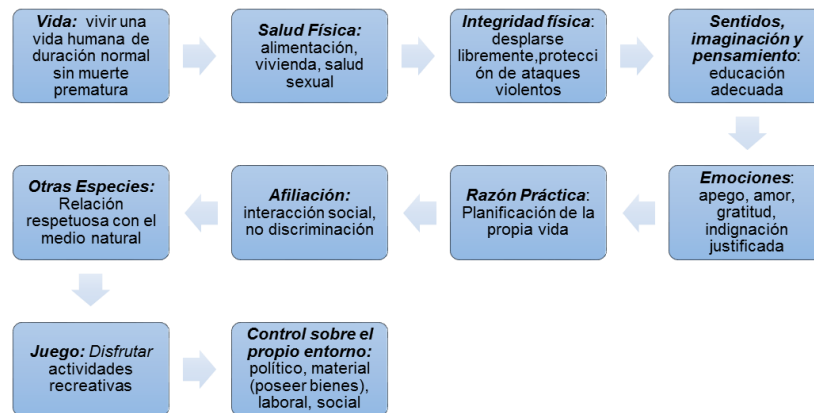 Vida: vivir una
vida humana de
duración normal
sin muerte
prematura
Salud Física:
alimentación,
vivienda, salud
sexual
Integridad física:
desplarse
libremente,protecci
ón de ataques
violentos
Sentidos,
imaginación y
pensamiento:
educación
adecuada
Emociones:
apego, amor,
gratitud,
indignación
justificada
Razón Práctica:
Planificación de la
propia vida
Afiliación:
interacción social,
no discriminación
Otras Especies:
Relación
respetuosa con el
medio natural
Juego: Disfrutar
actividades
recreativas
Control sobre el
propio entorno:
político, material
(poseer bienes),
laboral, social